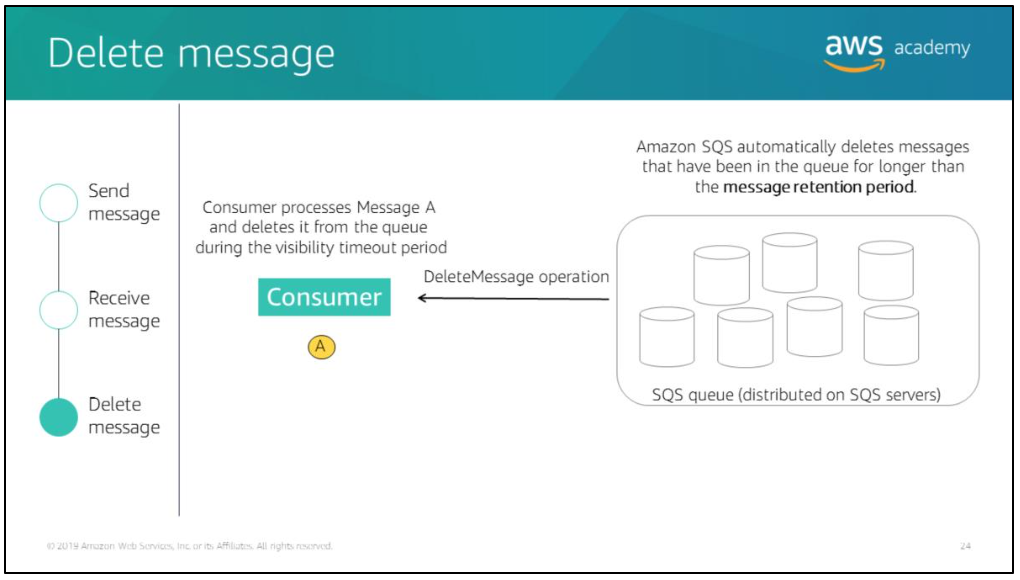 Delete message
aws academy
Send
message
Receive
message
Delete
message
Consumer processes Message A
and deletes it from the queue
during the visibility timeout period
Consumer
A
DeleteMessage operation
Amazon SQS automatically deletes messages
that have been in the queue for longer than
the message retention period.
SQS queue (distributed on SQS servers)
© 2019 Amazon Web Services, Inc. or its Affiliates. All rights reserved.
24